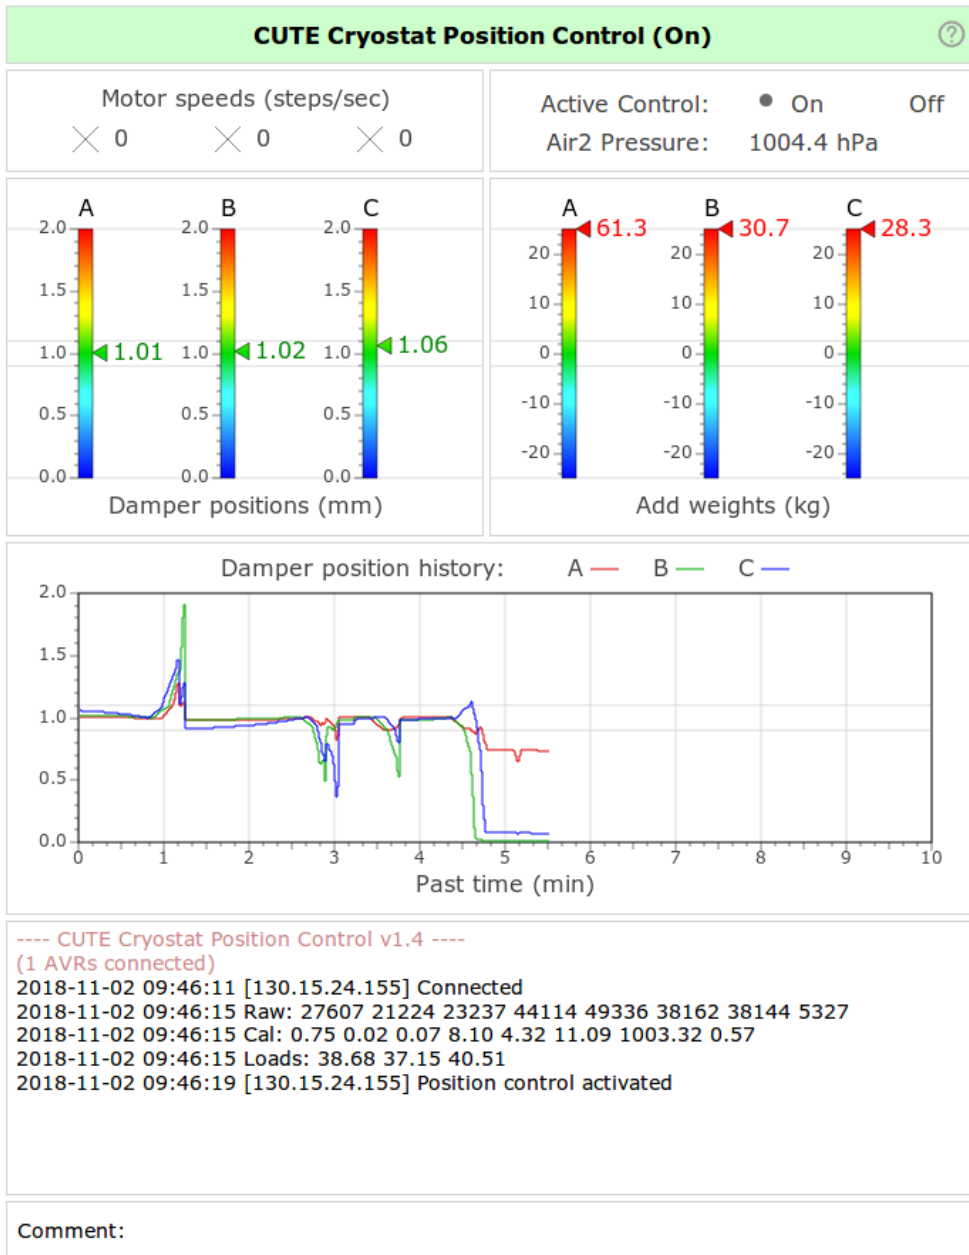 CUTE Cryostat Position Control (On)
?
Motor speeds (steps/sec)
0 0 0
Active Control: On Off
Air2 Pressure: 1004.4 hPa
A B C
2.0 2.0 2.0
1.5 1.5 1.5
1.0 1.01 1.0 1.02 1.0 1.06
0.5 0.5 0.5
0.0 0.0 0.0
Damper positions (mm)
A B C
61.3 30.7 28.3
20 20 20
10 10 10
0 0 0
-10 -10 -10
-20 -20 -20
Add weights (kg)
Damper position history: A B C
2.0
1.5
1.0
0.5
0.0
0 1 2 3 4 5 6 7 8 9 10
Past time (min)
---- CUTE Cryostat Position Control v1.4 ----
(1 AVRs connected)
2018-11-02 09:46:11 [130.15.24.155] Connected
2018-11-02 09:46:15 Raw: 27607 21224 23237 44114 49336 38162 38144 5327
2018-11-02 09:46:15 Cal: 0.75 0.02 0.07 8.10 4.32 11.09 1003.32 0.57
2018-11-02 09:46:15 Loads: 38.68 37.15 40.51
2018-11-02 09:46:19 [130.15.24.155] Position control activated
Comment: